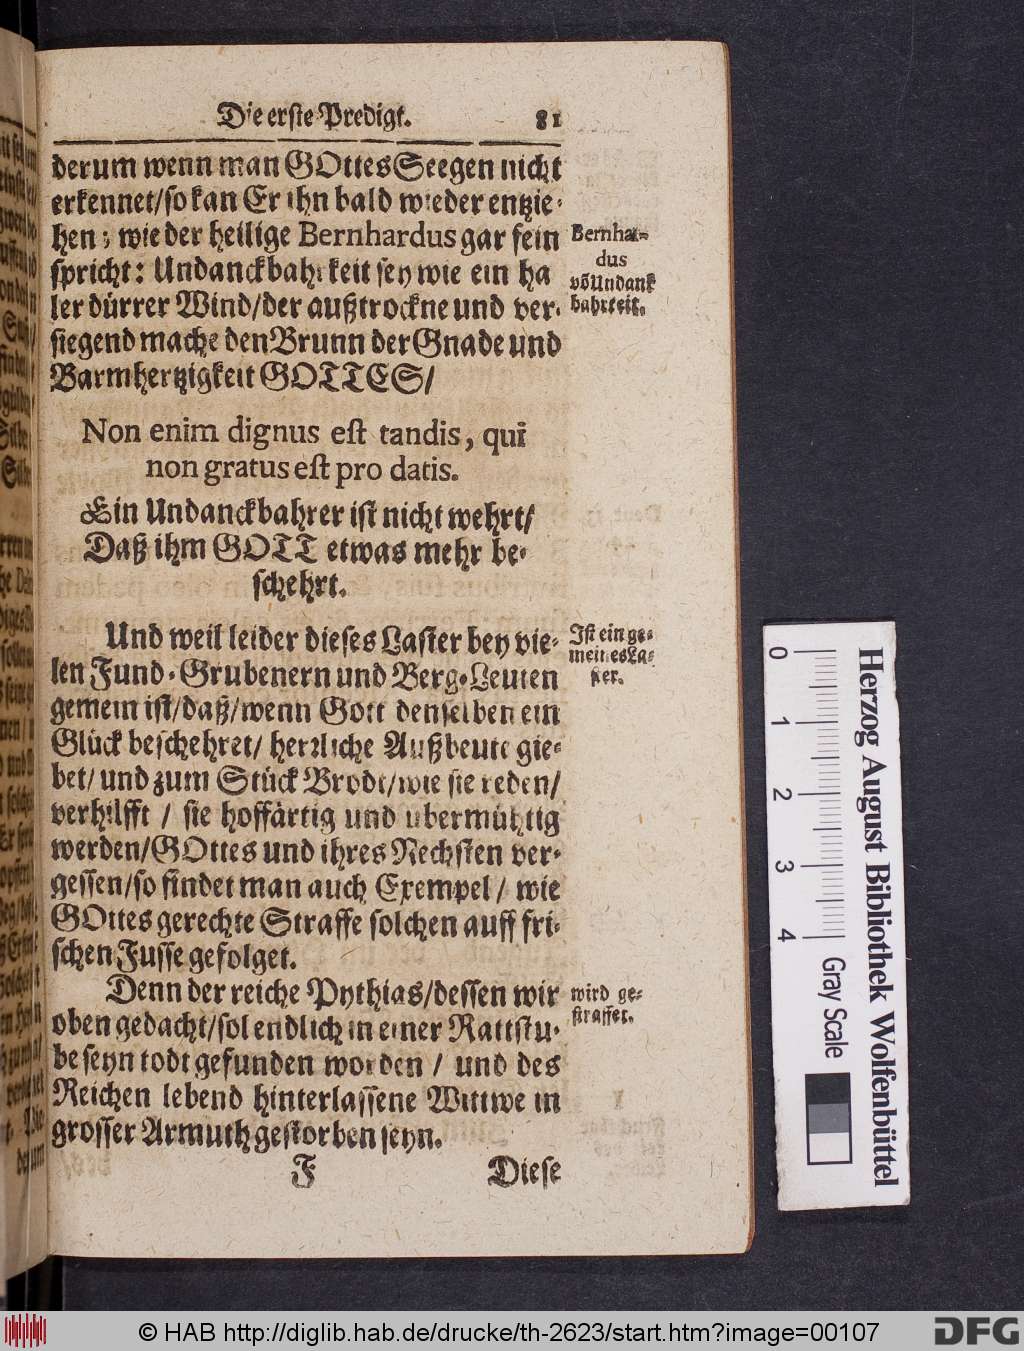 Die erste Predigt. 81
derum wenn man GOttes Seegen nicht
erkennet/so kan Er ihn bald wieder entzie-
hen; wie der heilige Bernhardus gar fein
spricht: Undanckbahrkeit sey wie ein ha
ler dürrer Wind/der außtrockne und ver-
siegend mache den Brunn der Gnade und
Barmhertzigkeit GOTTES/
Bernhar-
dus
võ Undank
bahrkeit.
Non enim dignus est tandis, qui
non gratus est pro datis.
Ein Undanckbahrer ist nicht wehrt/
Daß ihm GOTT etwas mehr be-
schehrt.
Und weil leider dieses Laster bey vie-
len Fund-Grubenern und Berg-Leuten
gemein ist/daß/wenn Gott denselben ein
Glück beschehret/ herrliche Außbeute gie-
bet/ und zum Stück Brodt/wie sie reden/
verhilfft / sie hoffärtig und ubermühtig
werden/GOttes und ihres Nechsten ver-
gessen/so findet man auch Exempel / wie
GOttes gerechte Straffe solchen auff fri-
schen Fusse gefolget.
Ist ein ge-
meines La-
ster.
Denn der reiche Pythias/dessen wir
oben gedacht/sol endlich in einer Rattstu-
be seyn todt gefunden worden / und des
Reichen lebend hinterlassene Wittwe in
grosser Armuth gestorben seyn.
wird ge-
straffet.
F Diese
Herzog August Bibliothek Wolfenbüttel
0 1 2 3 4 Gray Scale
© HAB http://diglib.hab.de/drucke/th-2623/start.htm?image=00107
DFG